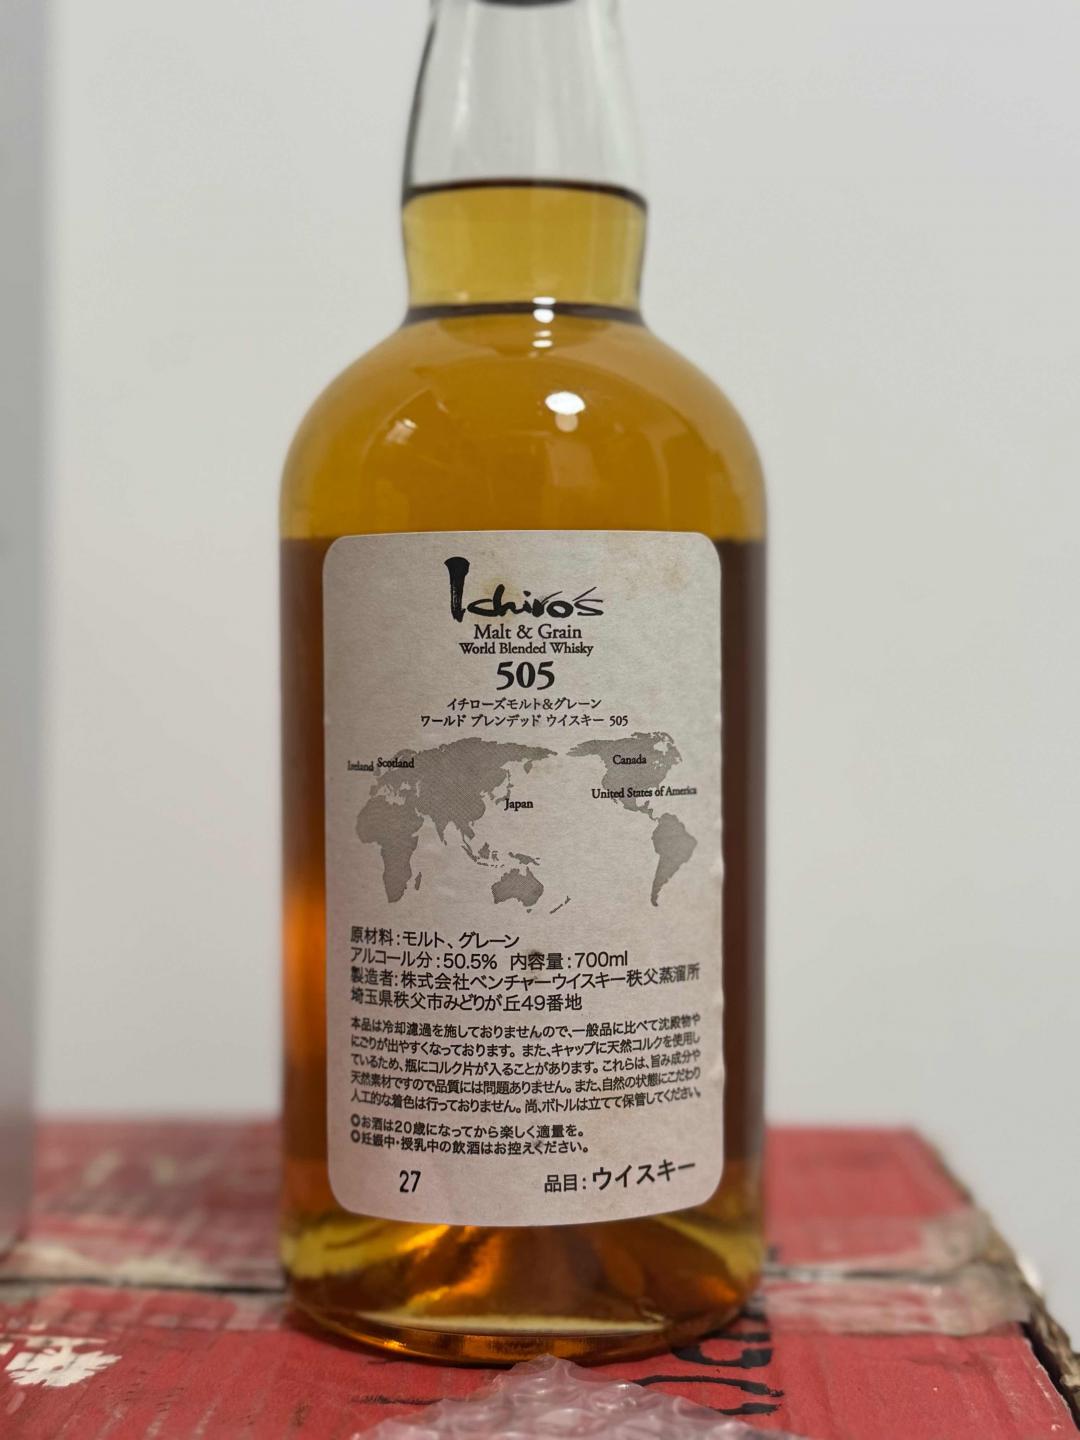 Ichiro's
Malt & Grain
World Blended Whisky
505
イチローズモルト&グレーン
ワールド ブレンデッド ウイスキー 505
Ireland Scotland
Canada
United States of America
Japan
原材料:モルト、グレーン
アルコール分:50.5% 内容量:700ml
製造者:株式会社ベンチャーウイスキー秩父蒸溜所
埼玉県秩父市みどりが丘49番地
本品は冷却濾過を施しておりませんので、一般品に比べて沈殿物や
にごりが出やすくなっております。また、キャップに天然コルクを使用し
ているため、瓶にコルク片が入ることがあります。これらは、旨み成分や
天然素材ですので品質には問題ありません。また、自然の状態にこだわり
人工的な着色は行っておりません。尚、ボトルは立てて保管してください。
◎お酒は20歳になってから楽しく適量を。
◎妊娠中・授乳中の飲酒はお控えください。
27 品目:ウイスキー